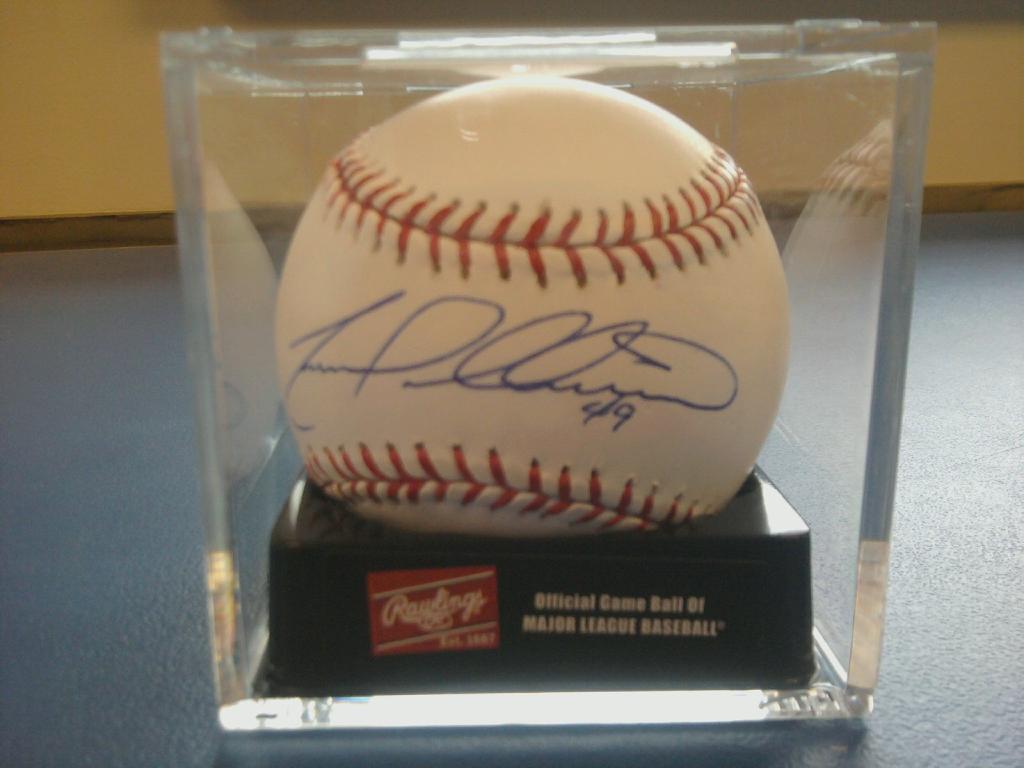 49
Rawlings
Est. 1887
Official Game Ball Of
MAJOR LEAGUE BASEBALL®